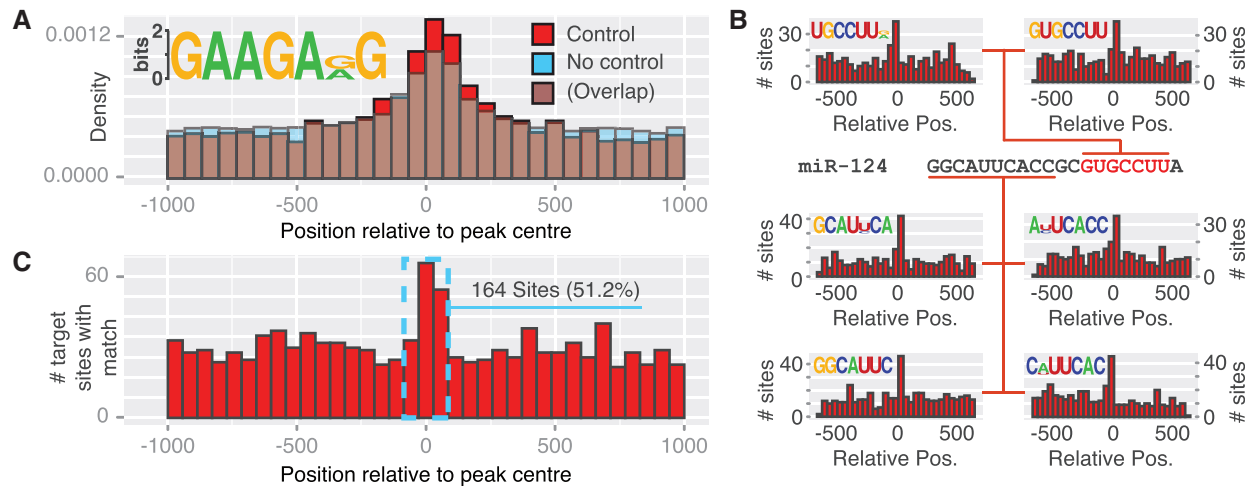 A
0.0012
0.0000
Density
bits
2
0
GAAGAGG
A
Control
No control
(Overlap)
-1000 -500 0 500 1000
Position relative to peak centre
C
60
0
# target
sites with
match
164 Sites (51.2%)
-1000 -500 0 500 1000
Position relative to peak centre
B
# sites
30
0
UGCCUUGA
-500 0 500
Relative Pos.
GUGCCUU
30
0
# sites
-500 0 500
Relative Pos.
miR-124 GGCAUUCACCGCGUGCCUUA
# sites
40
0
GCAUUCA
-500 0 500
Relative Pos.
AUUCACC
30
0
# sites
-500 0 500
Relative Pos.
# sites
40
0
GGCAUUC
-500 0 500
Relative Pos.
CAUUCAC
40
0
# sites
-500 0 500
Relative Pos.